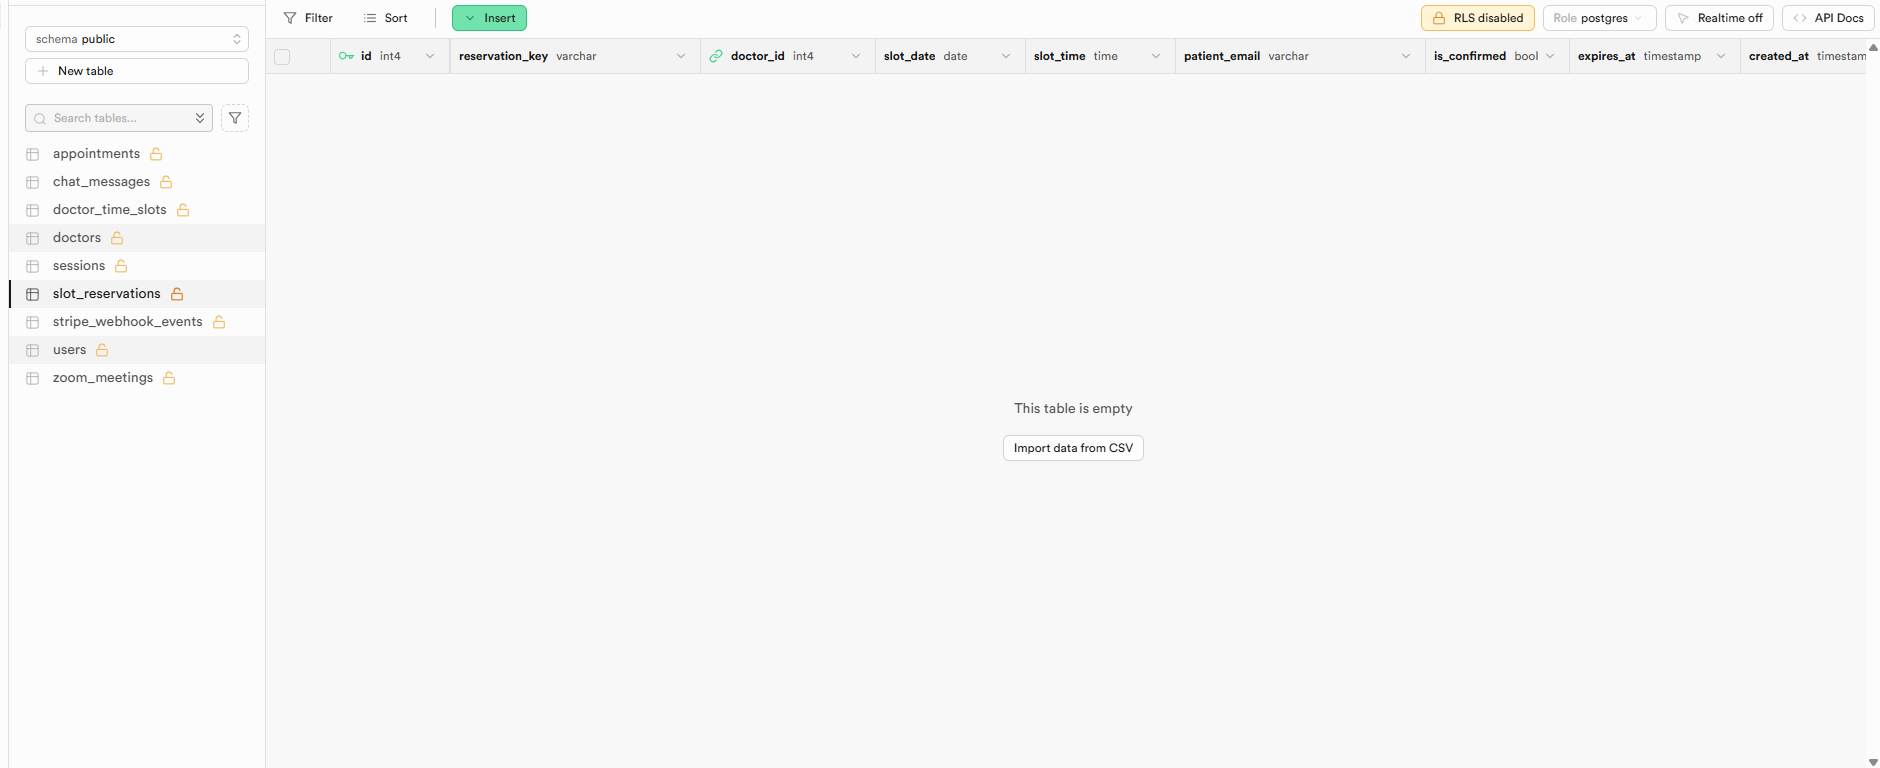 Filter Sort Insert RLS disabled Role postgres Realtime off API Docs
schema public
New table
Search tables...
appointments
chat_messages
doctor_time_slots
doctors
sessions
slot_reservations
stripe_webhook_events
users
zoom_meetings
id int4 reservation_key varchar doctor_id int4 slot_date date slot_time time patient_email varchar is_confirmed bool expires_at timestamp created_at timestam
This table is empty
Import data from CSV